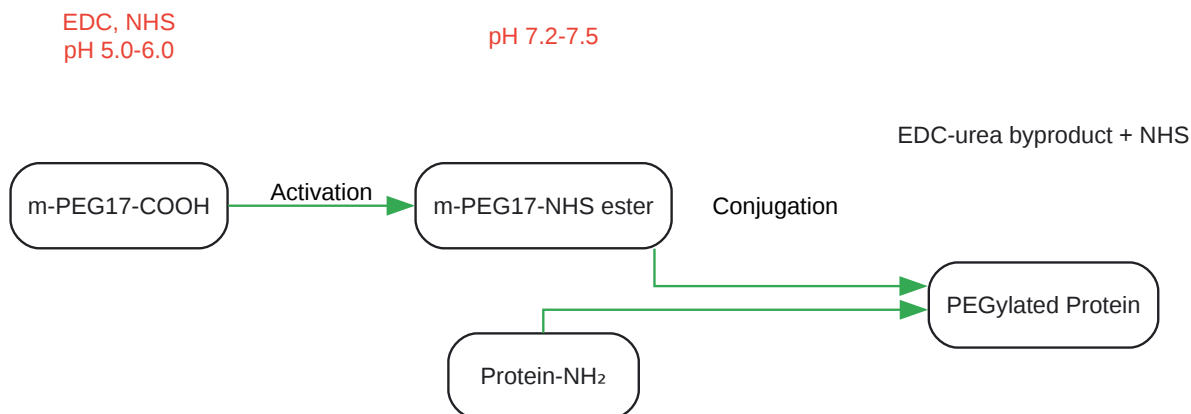 EDC, NHS
pH 5.0-6.0
pH 7.2-7.5
EDC-urea byproduct + NHS
m-PEG17-COOH
Activation
m-PEG17-NHS ester
Conjugation
PEGylated Protein
Protein-NH₂